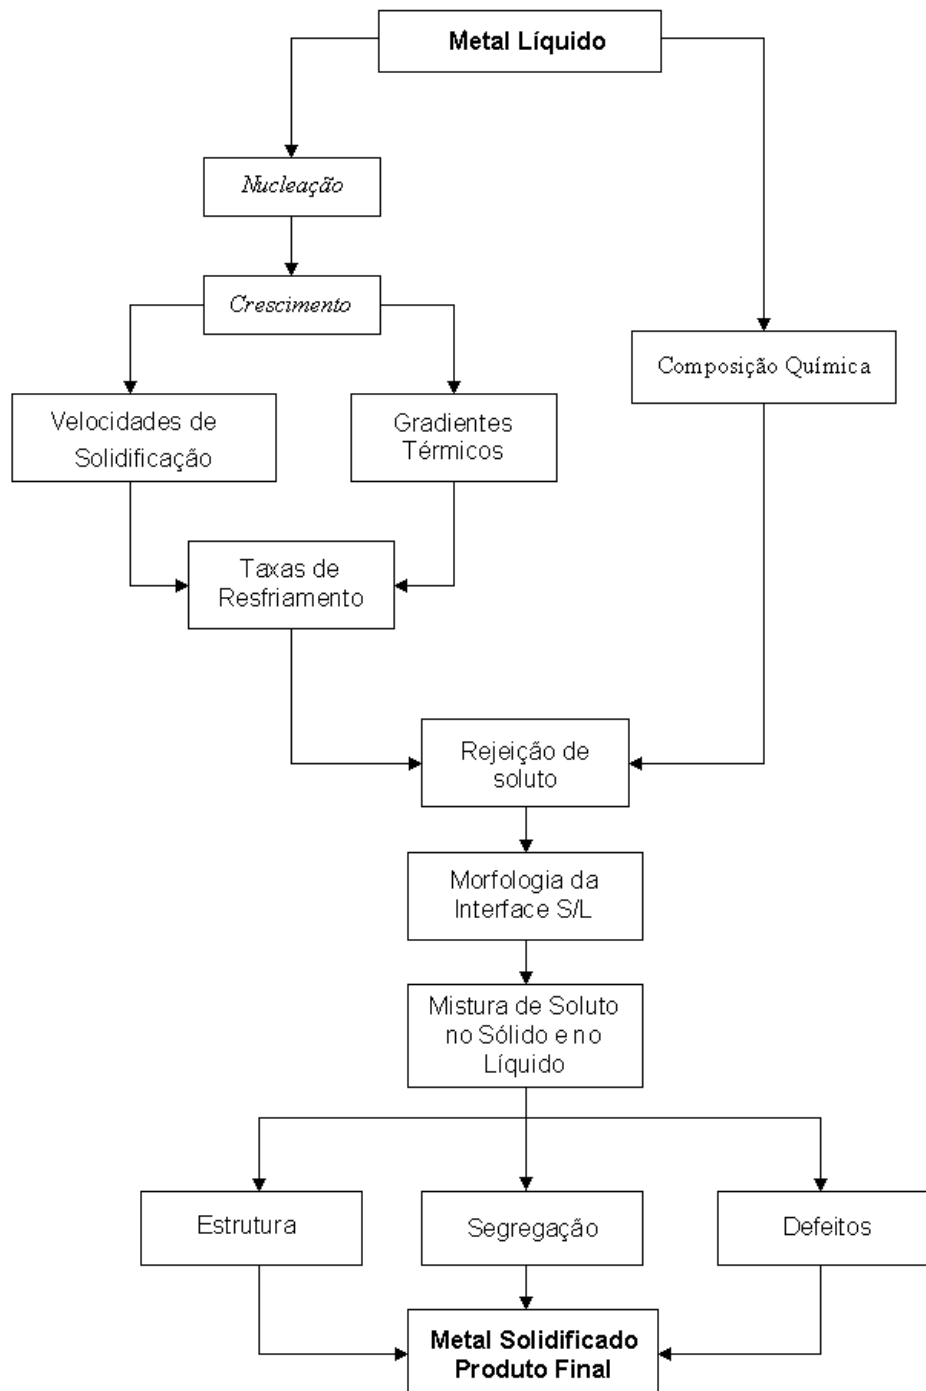 Metal Líquido
Nucleação
Crescimento
Composição Química
Velocidades de
Solidificação
Gradientes
Térmicos
Taxas de
Resfriamento
Rejeição de
soluto
Morfologia da
Interface S/L
Mistura de Soluto
no Sólido e no
Líquido
Estrutura
Segregação
Defeitos
Metal Solidificado
Produto Final